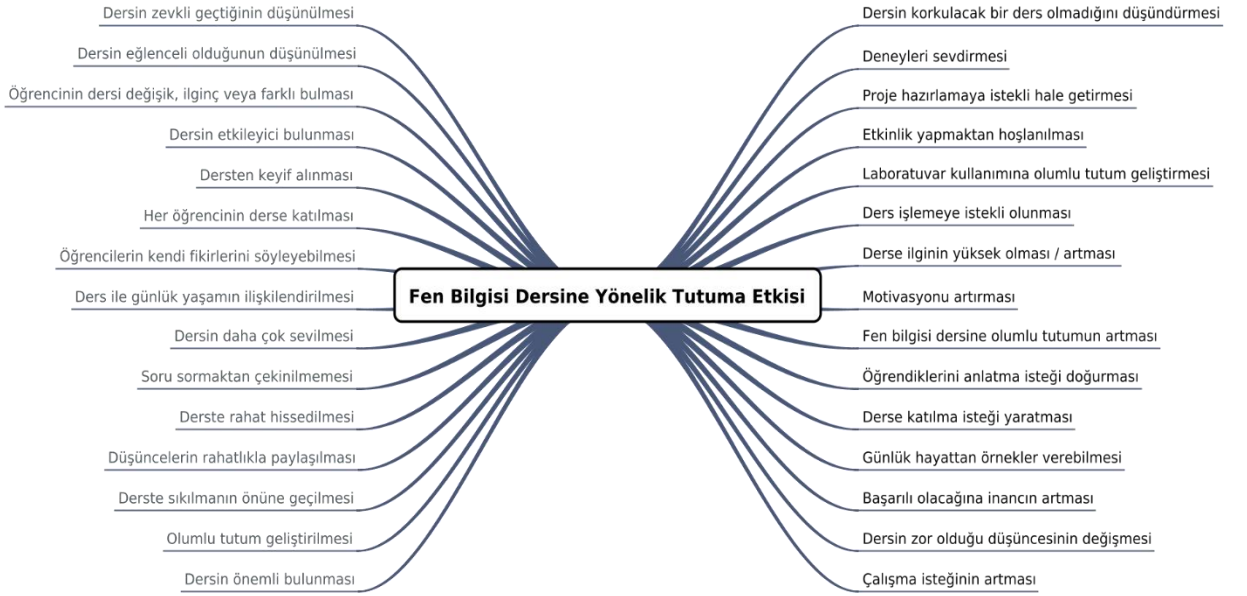 Dersin zevkli geçtiğinin düşünülmesi
Dersin eğlenceli olduğunun düşünülmesi
Öğrencinin dersi değişik, ilginç veya farklı bulması
Dersin etkileyici bulunması
Dersten keyif alınması
Her öğrencinin derse katılması
Öğrencilerin kendi fikirlerini söyleyebilmesi
Ders ile günlük yaşamın ilişkilendirilmesi
Dersin daha çok sevilmesi
Soru sormaktan çekinilmemesi
Derste rahat hissedilmesi
Düşüncelerin rahatlıkla paylaşılması
Derste sıkılmanın önüne geçilmesi
Olumlu tutum geliştirilmesi
Dersin önemli bulunması
Fen Bilgisi Dersine Yönelik Tutuma Etkisi
Dersin korkulacak bir ders olmadığını düşündürmesi
Deneyleri sevdirmesi
Proje hazırlamaya istekli hale getirmesi
Etkinlik yapmaktan hoşlanılması
Laboratuvar kullanımına olumlu tutum geliştirmesi
Ders işlemeye istekli olunması
Derse ilginin yüksek olması / artması
Motivasyonu artırması
Fen bilgisi dersine olumlu tutumun artması
Öğrendiklerini anlatma isteği doğurması
Derse katılma isteği yaratması
Günlük hayattan örnekler verebilmesi
Başarılı olacağına inancın artması
Dersin zor olduğu düşüncesinin değişmesi
Çalışma isteğinin artması